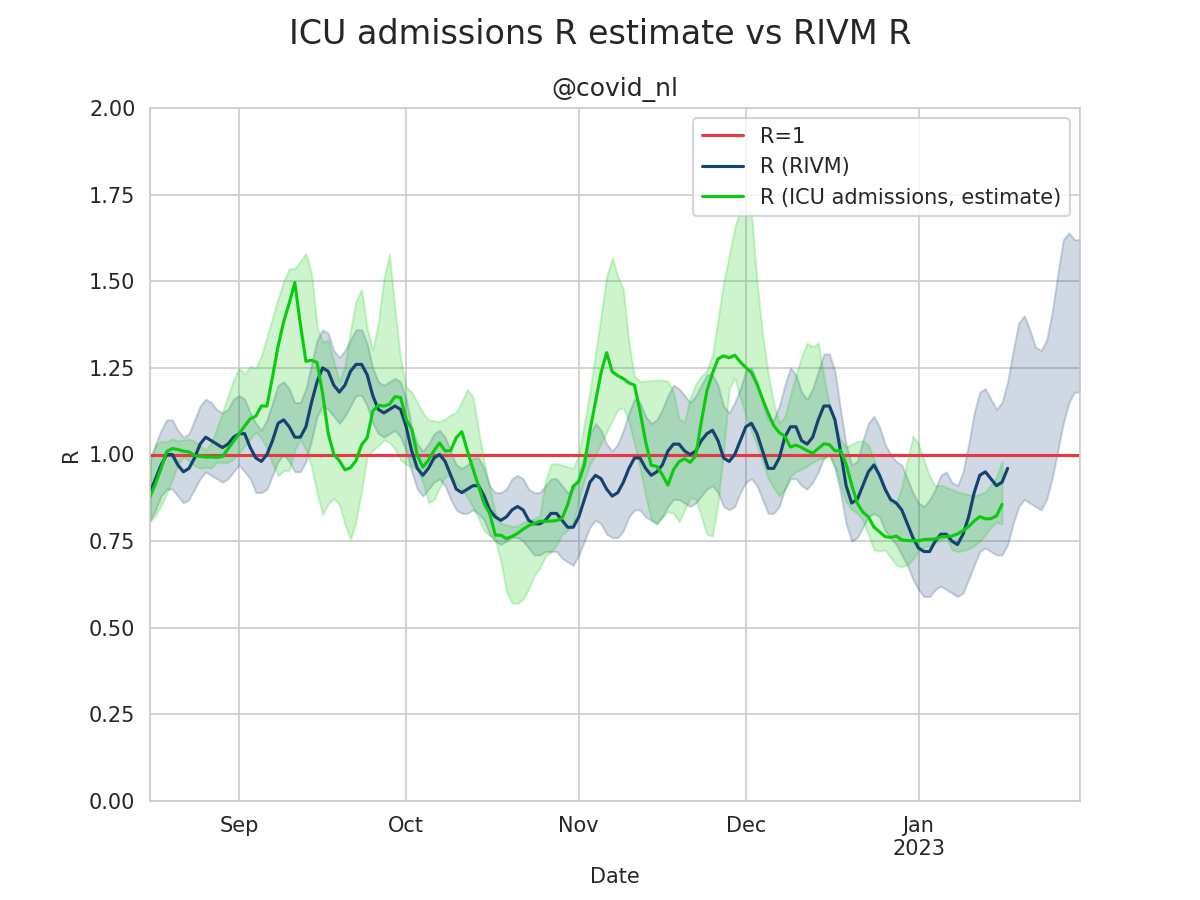 ICU admissions R estimate vs RIVM R
@covid_nl
2.00
1.75
1.50
1.25
1.00
0.75
0.50
0.25
0.00
R
R=1
R (RIVM)
R (ICU admissions, estimate)
Sep
Oct
Nov
Dec
Jan
2023
Date